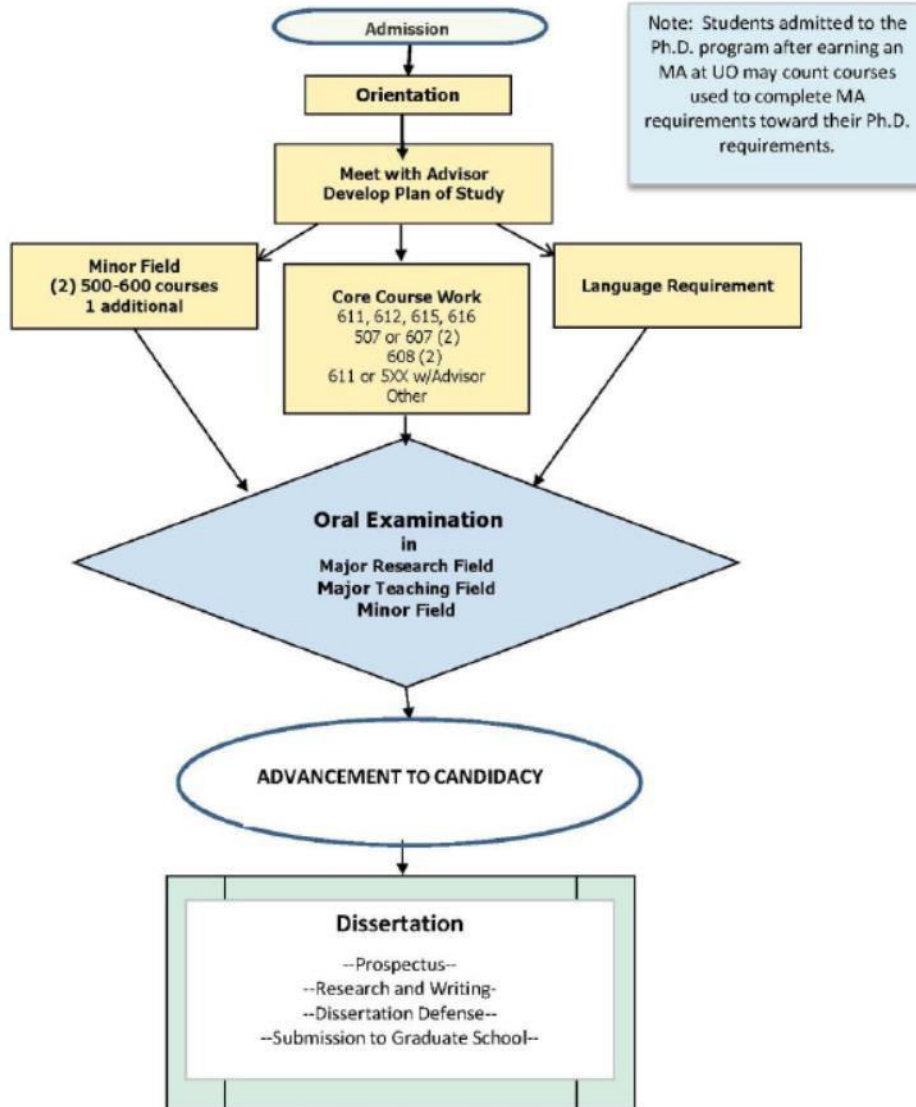 Admission
Note: Students admitted to the
Ph.D. program after earning an
MA at UO may count courses
used to complete MA
requirements toward their Ph.D.
requirements.
Orientation
Meet with Advisor
Develop Plan of Study
Minor Field
(2) 500-600 courses
1 additional
Core Course Work
611, 612, 615, 616
507 or 607 (2)
608 (2)
611 or 5XX w/Advisor
Other
Language Requirement
Oral Examination
in
Major Research Field
Major Teaching Field
Minor Field
ADVANCEMENT TO CANDIDACY
Dissertation
--Prospectus--
--Research and Writing-
--Dissertation Defense--
--Submission to Graduate School--